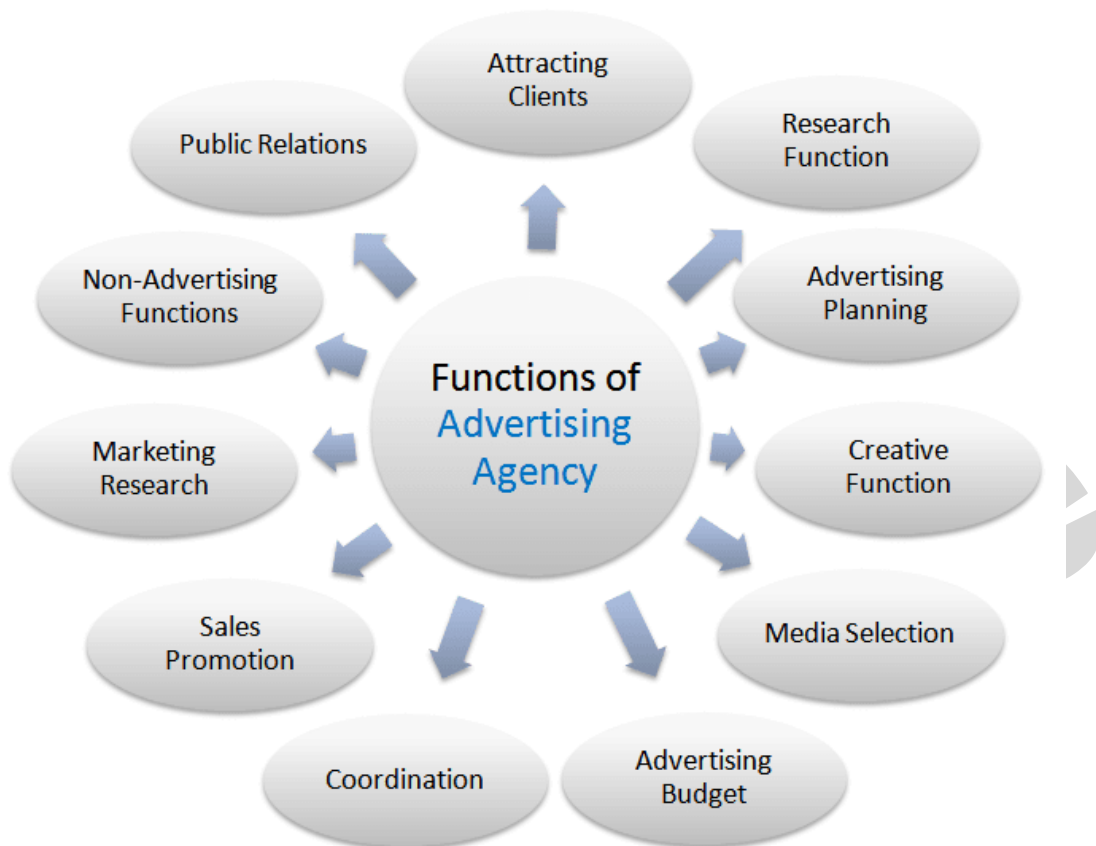 Functions of
Advertising
Agency
Attracting
Clients
Research
Function
Advertising
Planning
Creative
Function
Media Selection
Advertising
Budget
Coordination
Sales
Promotion
Marketing
Research
Non-Advertising
Functions
Public Relations